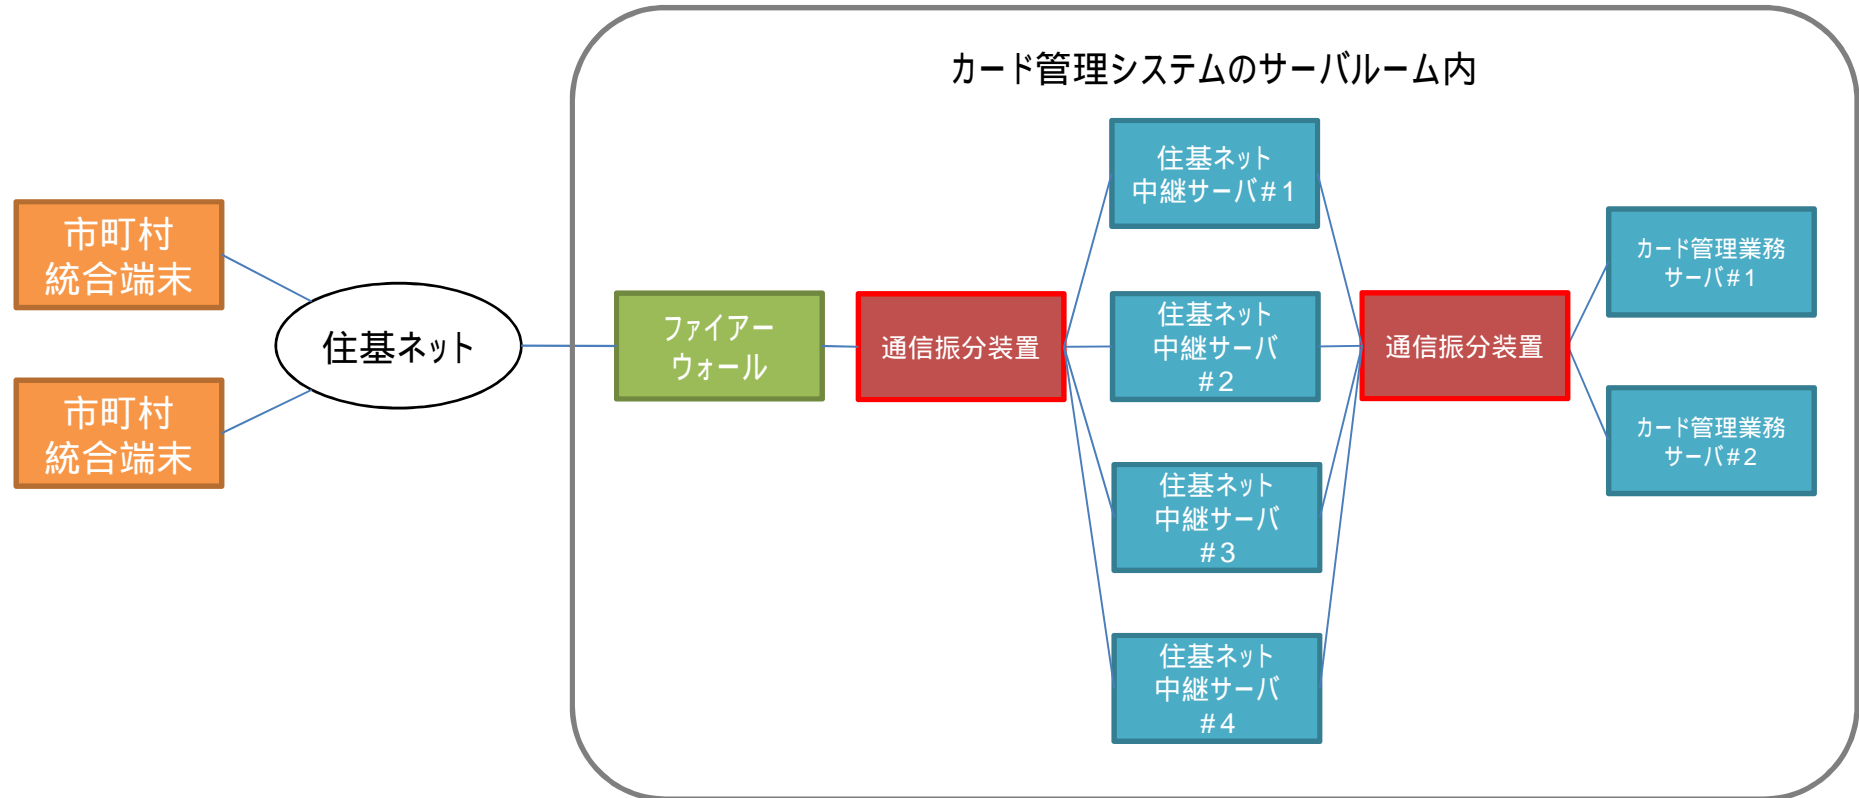 カード管理システムのサーバルーム内
市町村
統合端末
市町村
統合端末
住基ネット
ファイアー
ウォール
通信振分装置
住基ネット
中継サーバ#1
住基ネット
中継サーバ
#2
住基ネット
中継サーバ
#3
住基ネット
中継サーバ
#4
通信振分装置
カード管理業務
サーバ#1
カード管理業務
サーバ#2